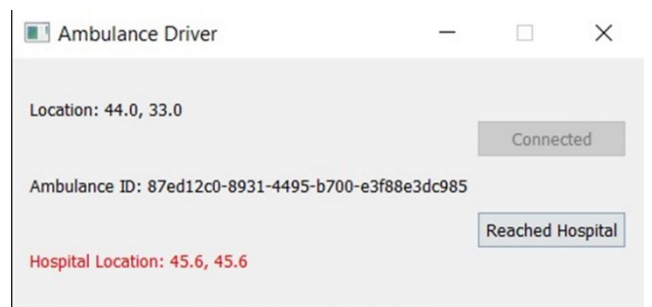 Ambulance Driver
Location: 44.0, 33.0
Connected
Ambulance ID: 87ed12c0-8931-4495-b700-e3f88e3dc985
Reached Hospital
Hospital Location: 45.6, 45.6